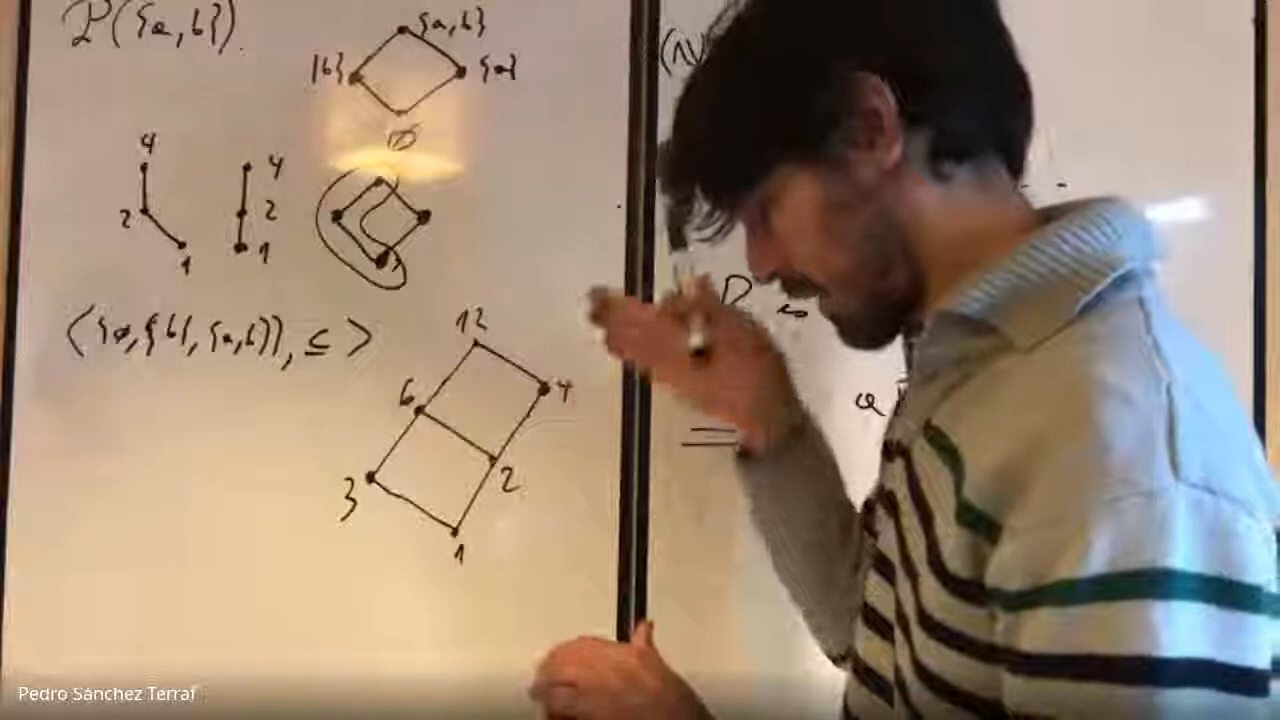 P({a,b}).
{a,b}
{b}
{a}
∅
4
2
1
4
2
1
⟨{∅,{b},{a,b}},⊆⟩
12
6
4
3
2
1
(N
D
a
Pedro Sánchez Terraf